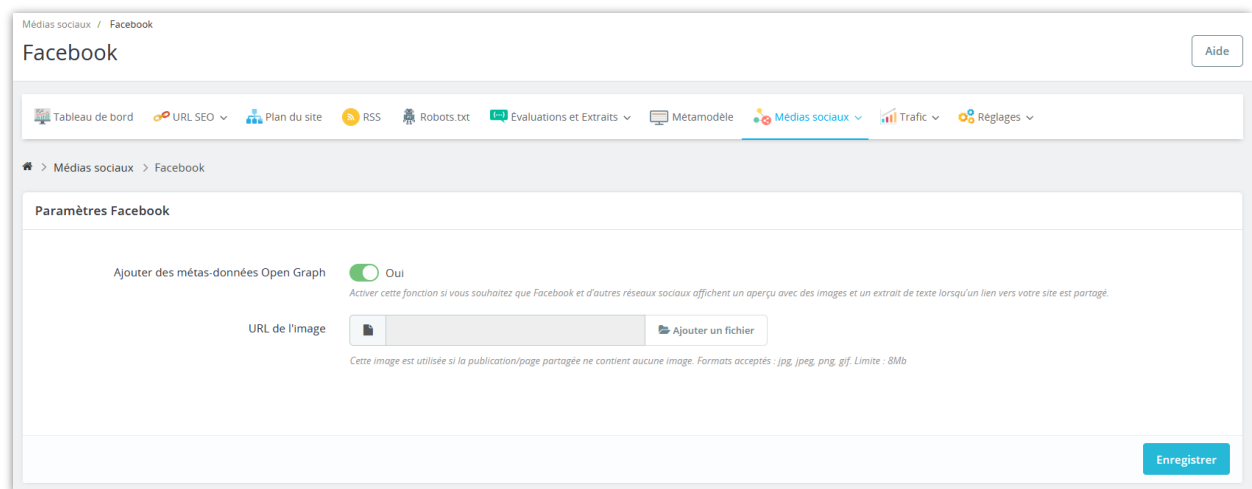 Médias sociaux / Facebook
Facebook
Aide
Tableau de bord URL SEO Plan du site RSS Robots.txt Évaluations et Extraits Métamodèle Médias sociaux Trafic Réglages
> Médias sociaux > Facebook
Paramètres Facebook
Ajouter des métas-données Open Graph Oui
Activer cette fonction si vous souhaitez que Facebook et d'autres réseaux sociaux affichent un aperçu avec des images et un extrait de texte lorsqu'un lien vers votre site est partagé.
URL de l'image Ajouter un fichier
Cette image est utilisée si la publication/page partagée ne contient aucune image. Formats acceptés : jpg, jpeg, png, gif. Limite : 8Mb
Enregistrer